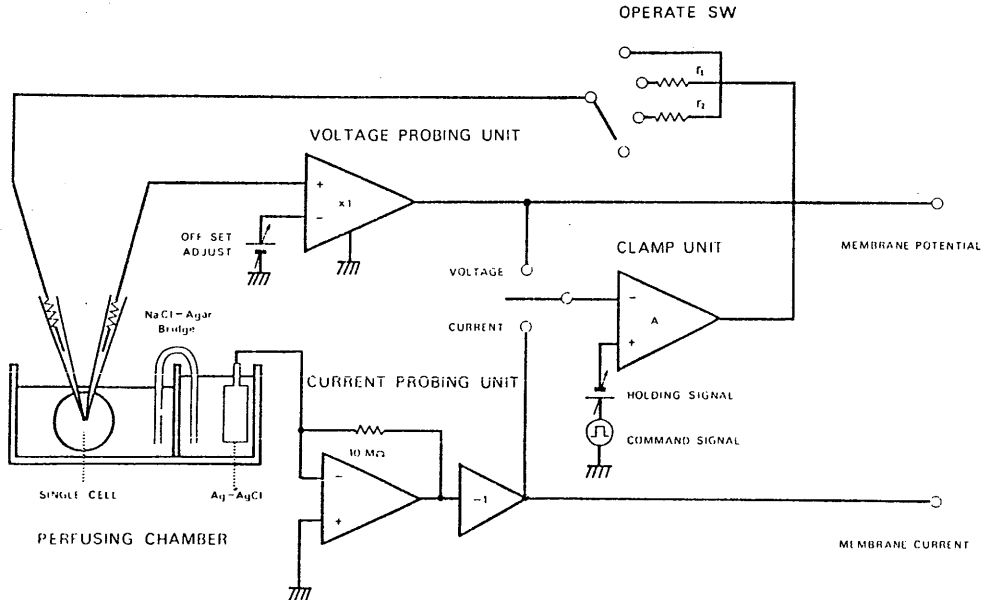 OPERATE SW
r₁
r₂
VOLTAGE PROBING UNIT
+
x1
−
OFF SET
ADJUST
MEMBRANE POTENTIAL
CLAMP UNIT
VOLTAGE
−
A
CURRENT
+
NaCl-Agar
Bridge
HOLDING SIGNAL
CURRENT PROBING UNIT
COMMAND SIGNAL
10 MΩ
−
-1
+
SINGLE CELL
Ag-AgCl
PERFUSING CHAMBER
MEMBRANE CURRENT